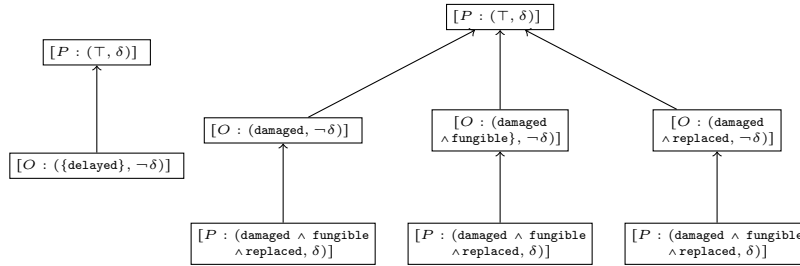 [P : (⊤, δ)]
[O : ({delayed}, ¬δ)]
[P : (⊤, δ)]
[O : (damaged, ¬δ)]
[O : (damaged
∧ fungible}, ¬δ)]
[O : (damaged
∧ replaced, ¬δ)]
[P : (damaged ∧ fungible
∧ replaced, δ)]
[P : (damaged ∧ fungible
∧ replaced, δ)]
[P : (damaged ∧ fungible
∧ replaced, δ)]